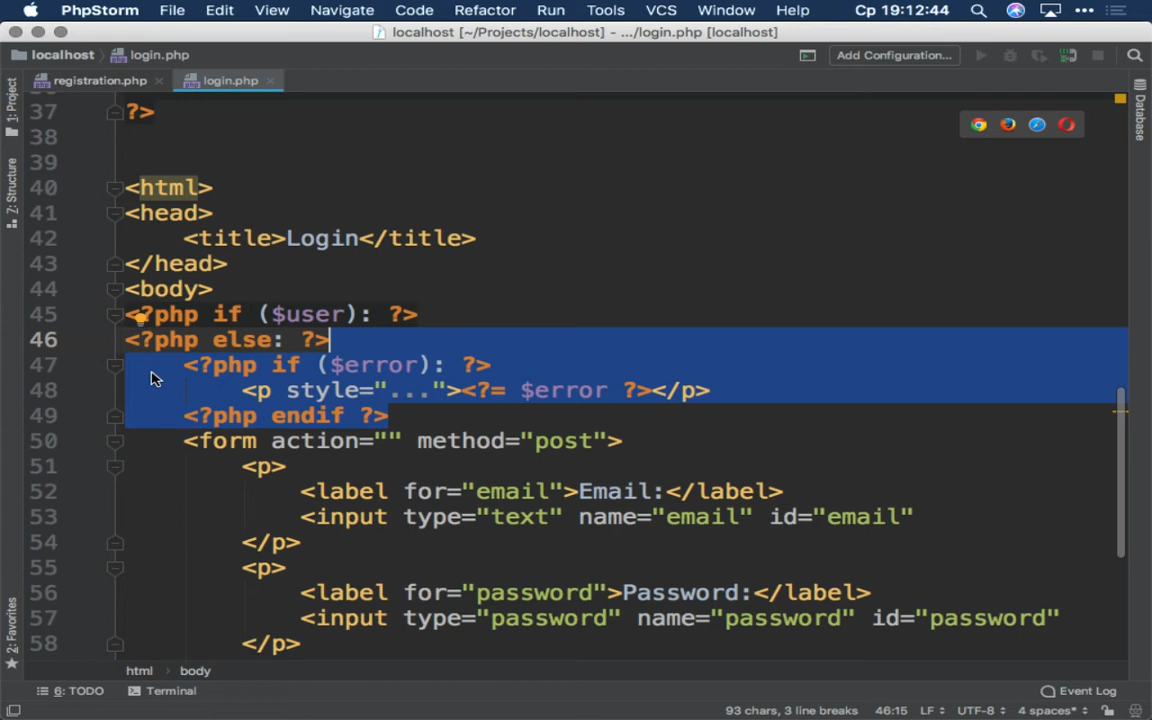 PhpStorm File Edit View Navigate Code Refactor Run Tools VCS Window Help Cp 19:12:44
localhost [~/Projects/localhost] - .../login.php [localhost]
localhost login.php Add Configuration...
registration.php login.php
1: Project
Z: Structure
2: Favorites
Database
37 ?>
38
39
40 <html>
41 <head>
42 <title>Login</title>
43 </head>
44 <body>
45 <?php if ($user): ?>
46 <?php else: ?>
47 <?php if ($error): ?>
48 <p style="..."><?= $error ?></p>
49 <?php endif ?>
50 <form action="" method="post">
51 <p>
52 <label for="email">Email:</label>
53 <input type="text" name="email" id="email"
54 </p>
55 <p>
56 <label for="password">Password:</label>
57 <input type="password" name="password" id="password"
58 </p>
html › body
6: TODO Terminal Event Log
93 chars, 3 line breaks 46:15 LF UTF-8 4 spaces*